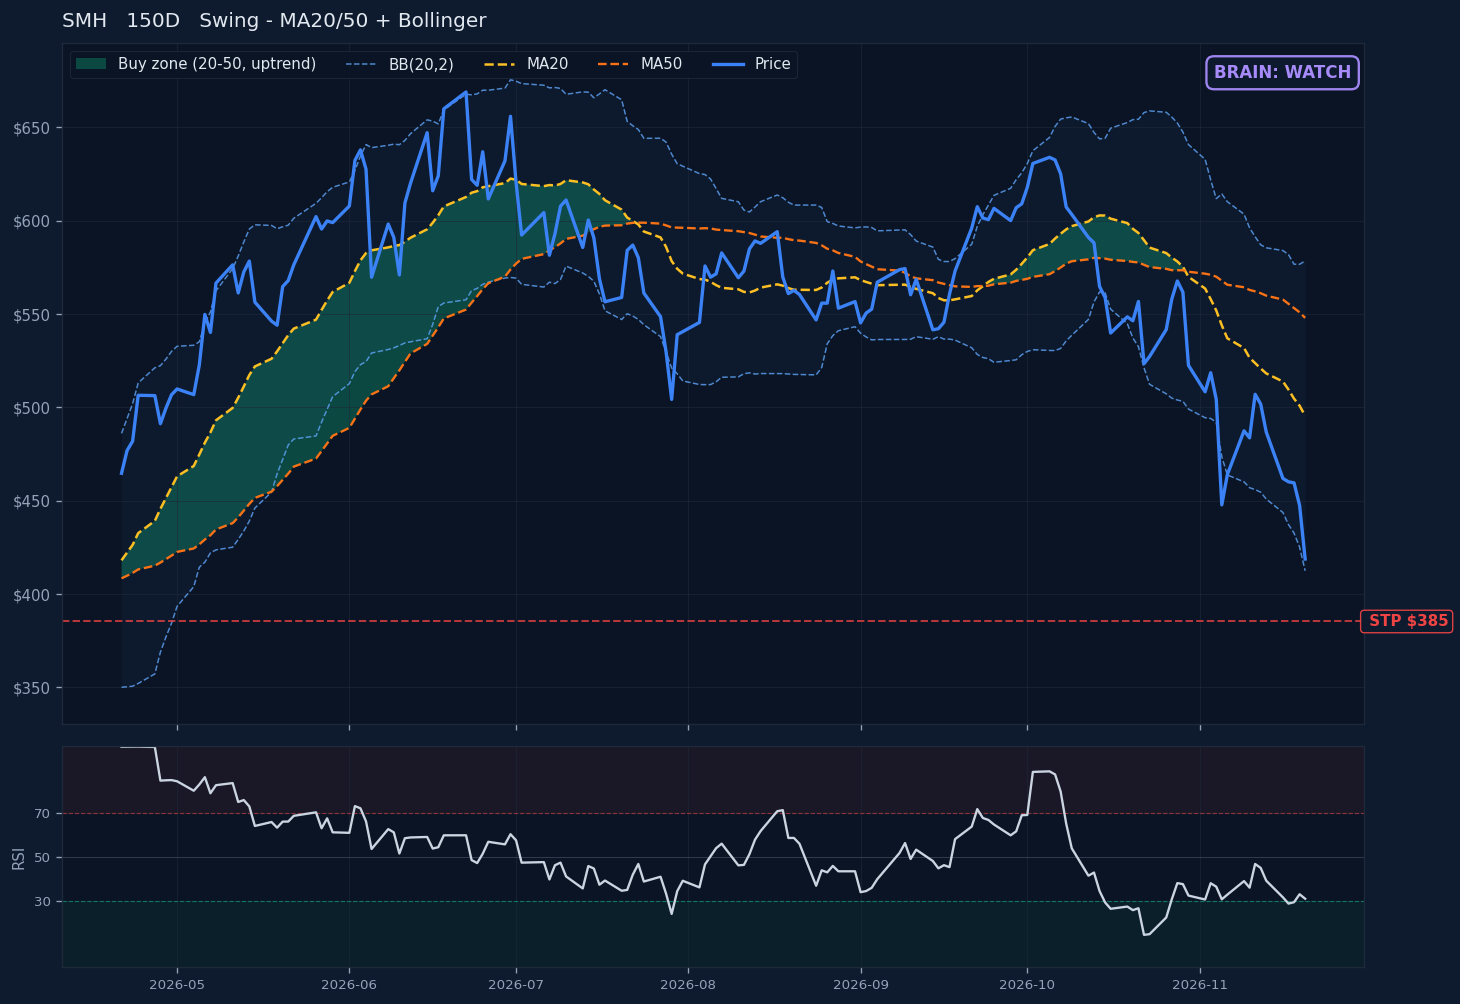 SMH   150D   Swing - MA20/50 + Bollinger
Buy zone (20-50, uptrend)   BB(20,2)   MA20   MA50   Price
BRAIN: WATCH
$650
$600
$550
$500
$450
$400
STP $385
$350
70
50
30
RSI
2026-05   2026-06   2026-07   2026-08   2026-09   2026-10   2026-11